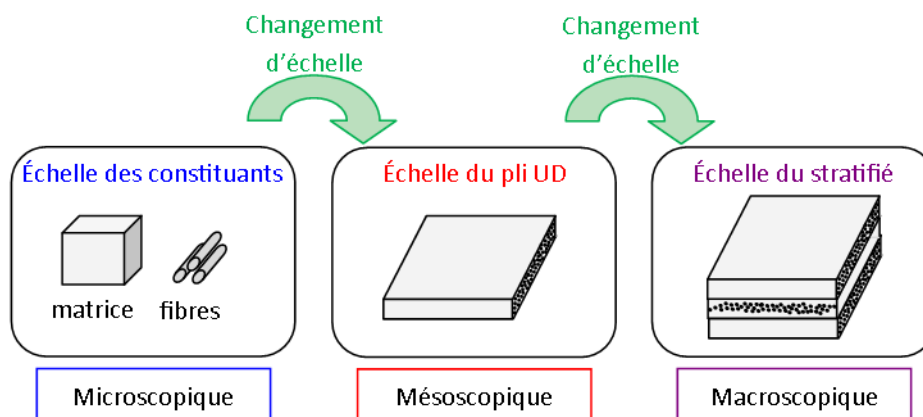 Changement
d'échelle
Changement
d'échelle
Échelle des constituants
matrice
fibres
Échelle du pli UD
Échelle du stratifié
Microscopique
Mésoscopique
Macroscopique